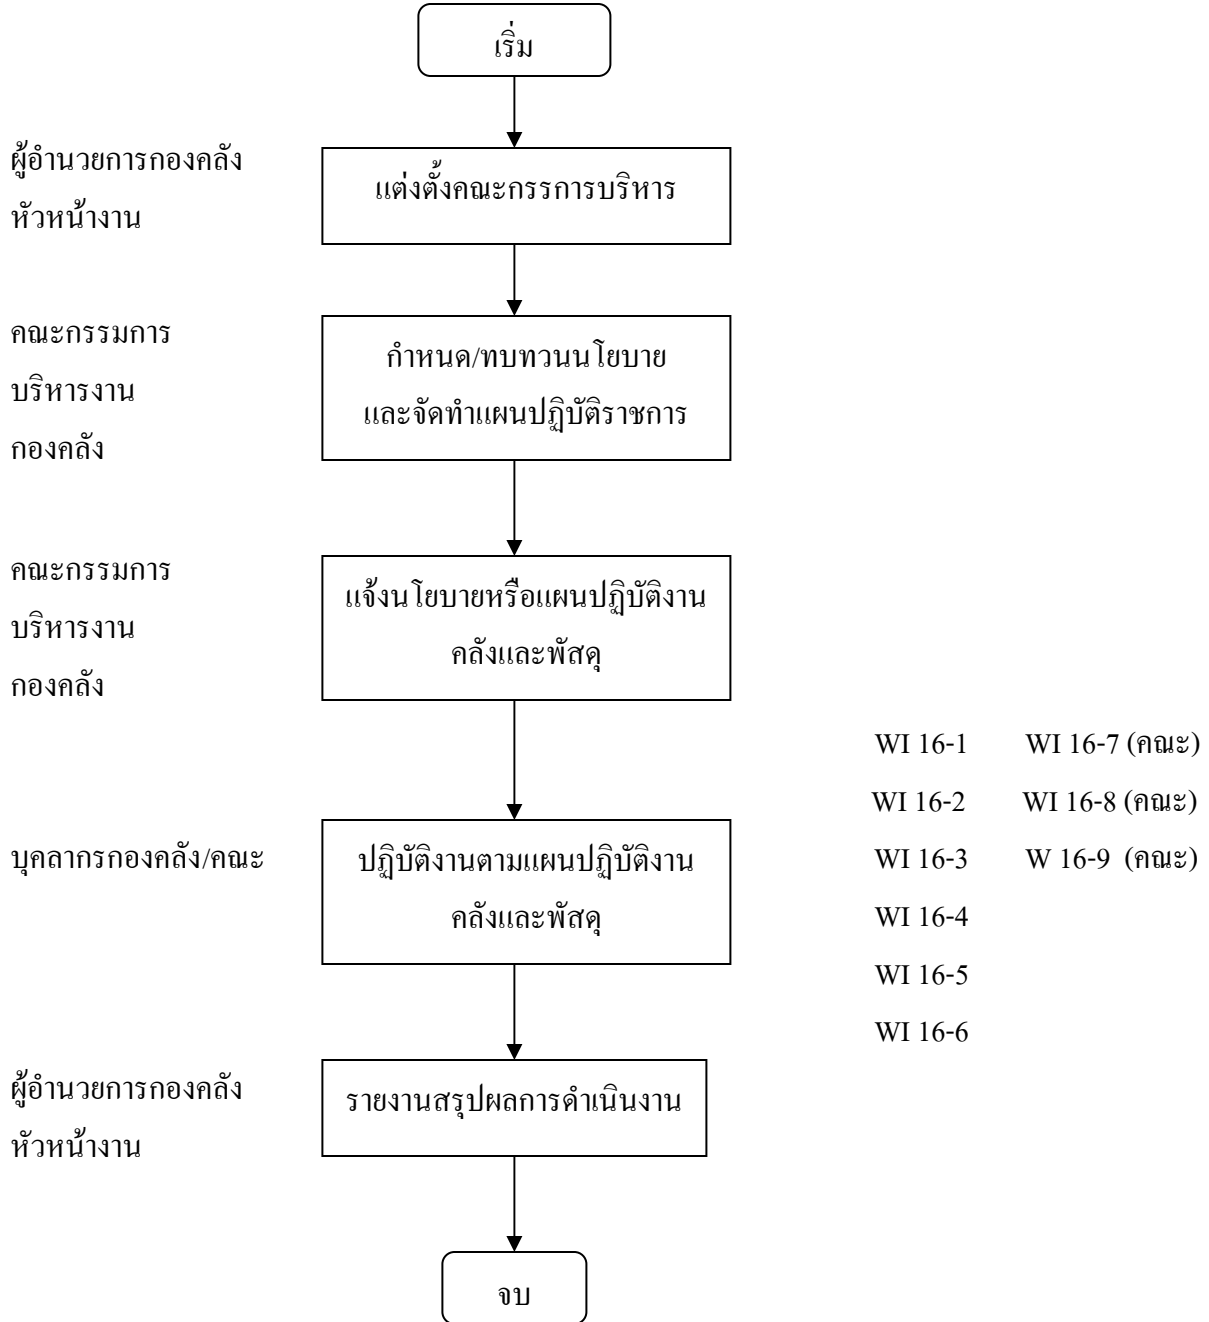 เริ่ม
ผู้อำนวยการกองคลัง
หัวหน้างาน
แต่งตั้งคณะกรรการบริหาร
คณะกรรมการ
บริหารงาน
กองคลัง
กำหนด/ทบทวนนโยบาย
และจัดทำแผนปฏิบัติราชการ
คณะกรรมการ
บริหารงาน
กองคลัง
แจ้งนโยบายหรือแผนปฏิบัติงาน
คลังและพัสดุ
บุคลากรกองคลัง/คณะ
ปฏิบัติงานตามแผนปฏิบัติงาน
คลังและพัสดุ
WI 16-1 WI 16-7 (คณะ)
WI 16-2 WI 16-8 (คณะ)
WI 16-3 W 16-9 (คณะ)
WI 16-4
WI 16-5
WI 16-6
ผู้อำนวยการกองคลัง
หัวหน้างาน
รายงานสรุปผลการดำเนินงาน
จบ